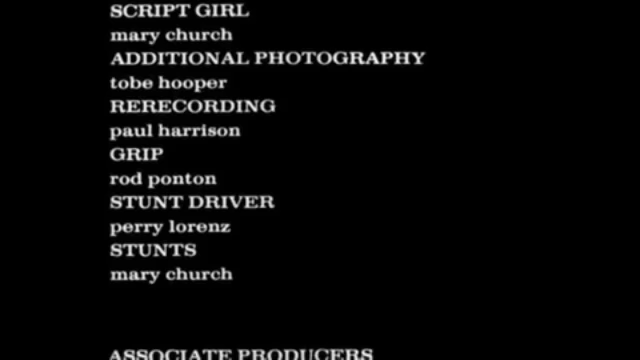 SCRIPT GIRL
mary church
ADDITIONAL PHOTOGRAPHY
tobe hooper
RERECORDING
paul harrison
GRIP
rod ponton
STUNT DRIVER
perry lorenz
STUNTS
mary church
ASSOCIATE PRODUCERS